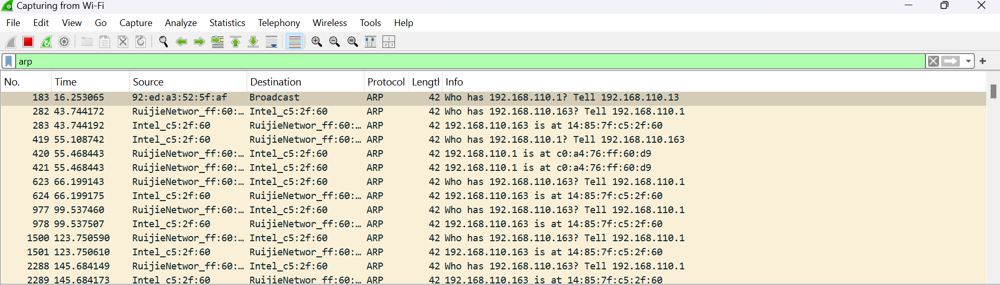 Capturing from Wi-Fi
File Edit View Go Capture Analyze Statistics Telephony Wireless Tools Help
arp
No. Time Source Destination Protocol Length Info
183 16.253065 92:ed:a3:52:5f:af Broadcast ARP 42 Who has 192.168.110.1? Tell 192.168.110.13
282 43.744172 RuijieNetwor_ff:60:… Intel_c5:2f:60 ARP 42 Who has 192.168.110.163? Tell 192.168.110.1
283 43.744192 Intel_c5:2f:60 RuijieNetwor_ff:60:… ARP 42 192.168.110.163 is at 14:85:7f:c5:2f:60
419 55.108742 Intel_c5:2f:60 RuijieNetwor_ff:60:… ARP 42 Who has 192.168.110.1? Tell 192.168.110.163
420 55.468443 RuijieNetwor_ff:60:… Intel_c5:2f:60 ARP 42 192.168.110.1 is at c0:a4:76:ff:60:d9
421 55.468443 RuijieNetwor_ff:60:… Intel_c5:2f:60 ARP 42 192.168.110.1 is at c0:a4:76:ff:60:d9
623 66.199143 RuijieNetwor_ff:60:… Intel_c5:2f:60 ARP 42 Who has 192.168.110.163? Tell 192.168.110.1
624 66.199175 Intel_c5:2f:60 RuijieNetwor_ff:60:… ARP 42 192.168.110.163 is at 14:85:7f:c5:2f:60
977 99.537460 RuijieNetwor_ff:60:… Intel_c5:2f:60 ARP 42 Who has 192.168.110.163? Tell 192.168.110.1
978 99.537507 Intel_c5:2f:60 RuijieNetwor_ff:60:… ARP 42 192.168.110.163 is at 14:85:7f:c5:2f:60
1500 123.750590 RuijieNetwor_ff:60:… Intel_c5:2f:60 ARP 42 Who has 192.168.110.163? Tell 192.168.110.1
1501 123.750610 Intel_c5:2f:60 RuijieNetwor_ff:60:… ARP 42 192.168.110.163 is at 14:85:7f:c5:2f:60
2288 145.684149 RuijieNetwor_ff:60:… Intel_c5:2f:60 ARP 42 Who has 192.168.110.163? Tell 192.168.110.1
2289 145.684173 Intel_c5:2f:60 RuijieNetwor_ff:60:… ARP 42 192.168.110.163 is at 14:85:7f:c5:2f:60